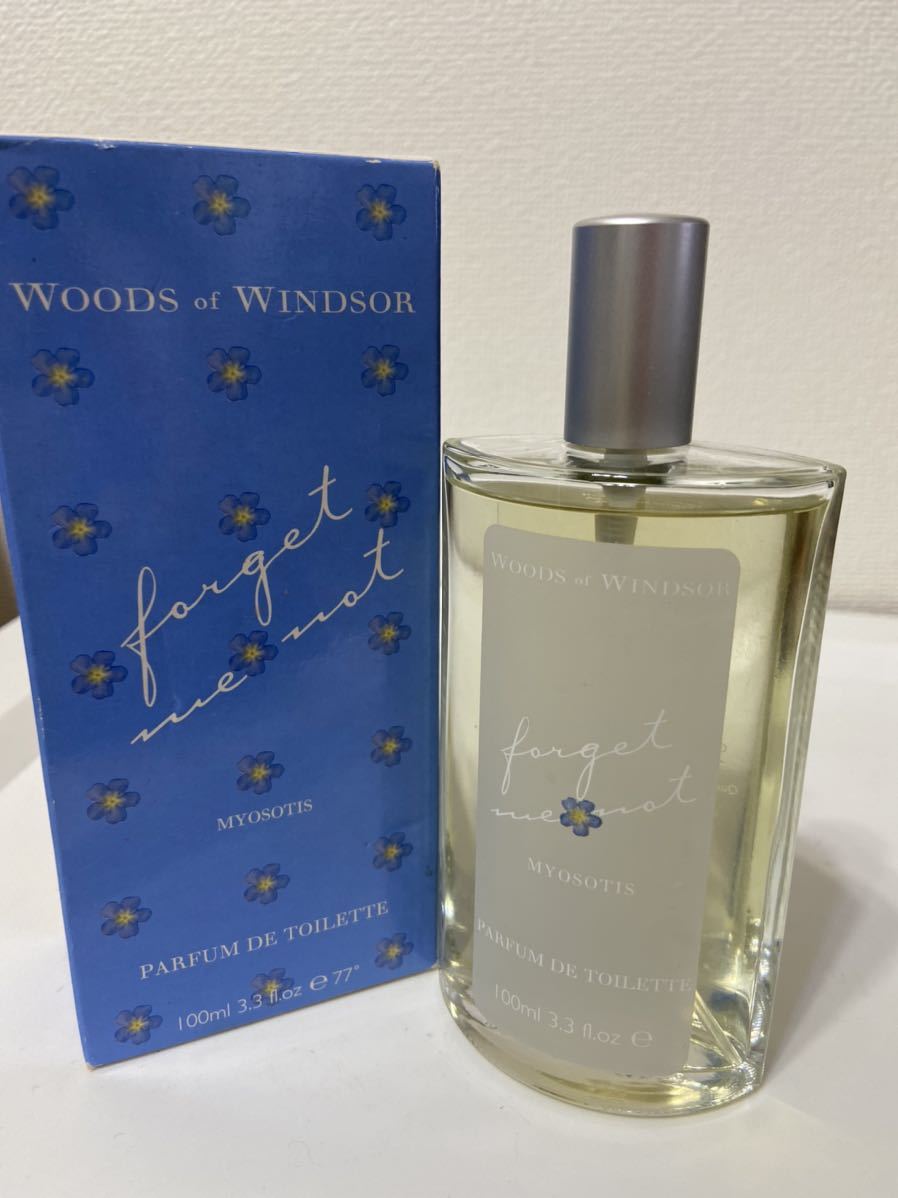 WOODS of WINDSOR
forget
me not
MYOSOTIS
PARFUM DE TOILETTE
100ml 3.3 fl.oz ℮ 77°
WOODS of WINDSOR
forget
me not
MYOSOTIS
PARFUM DE TOILETTE
100ml 3.3 fl.oz ℮